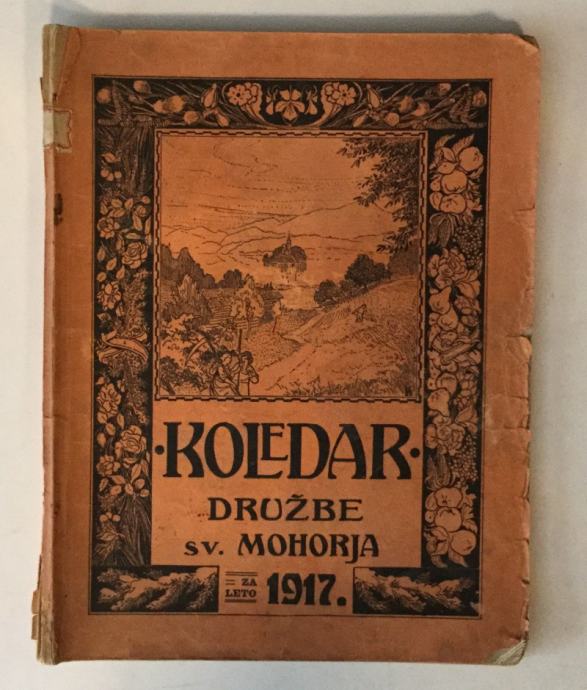 ·KOLEDAR·
DRUŽBE
sv. MOHORJA
ZA
LETO 1917.